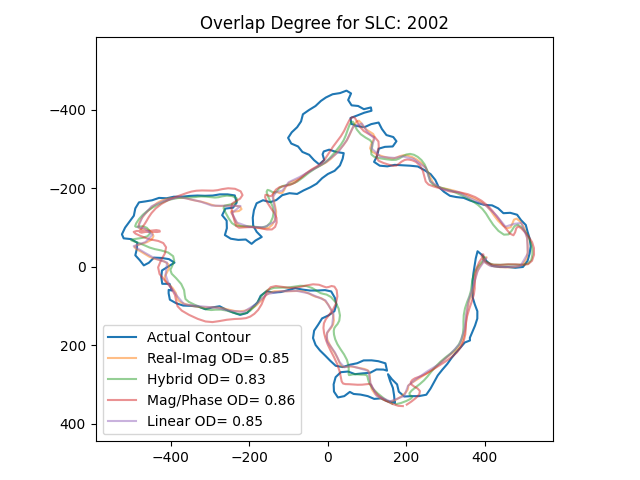 Overlap Degree for SLC: 2002
−400
−200
0
200
400
Actual Contour
Real-Imag OD= 0.85
Hybrid OD= 0.83
Mag/Phase OD= 0.86
Linear OD= 0.85
−400 −200 0 200 400